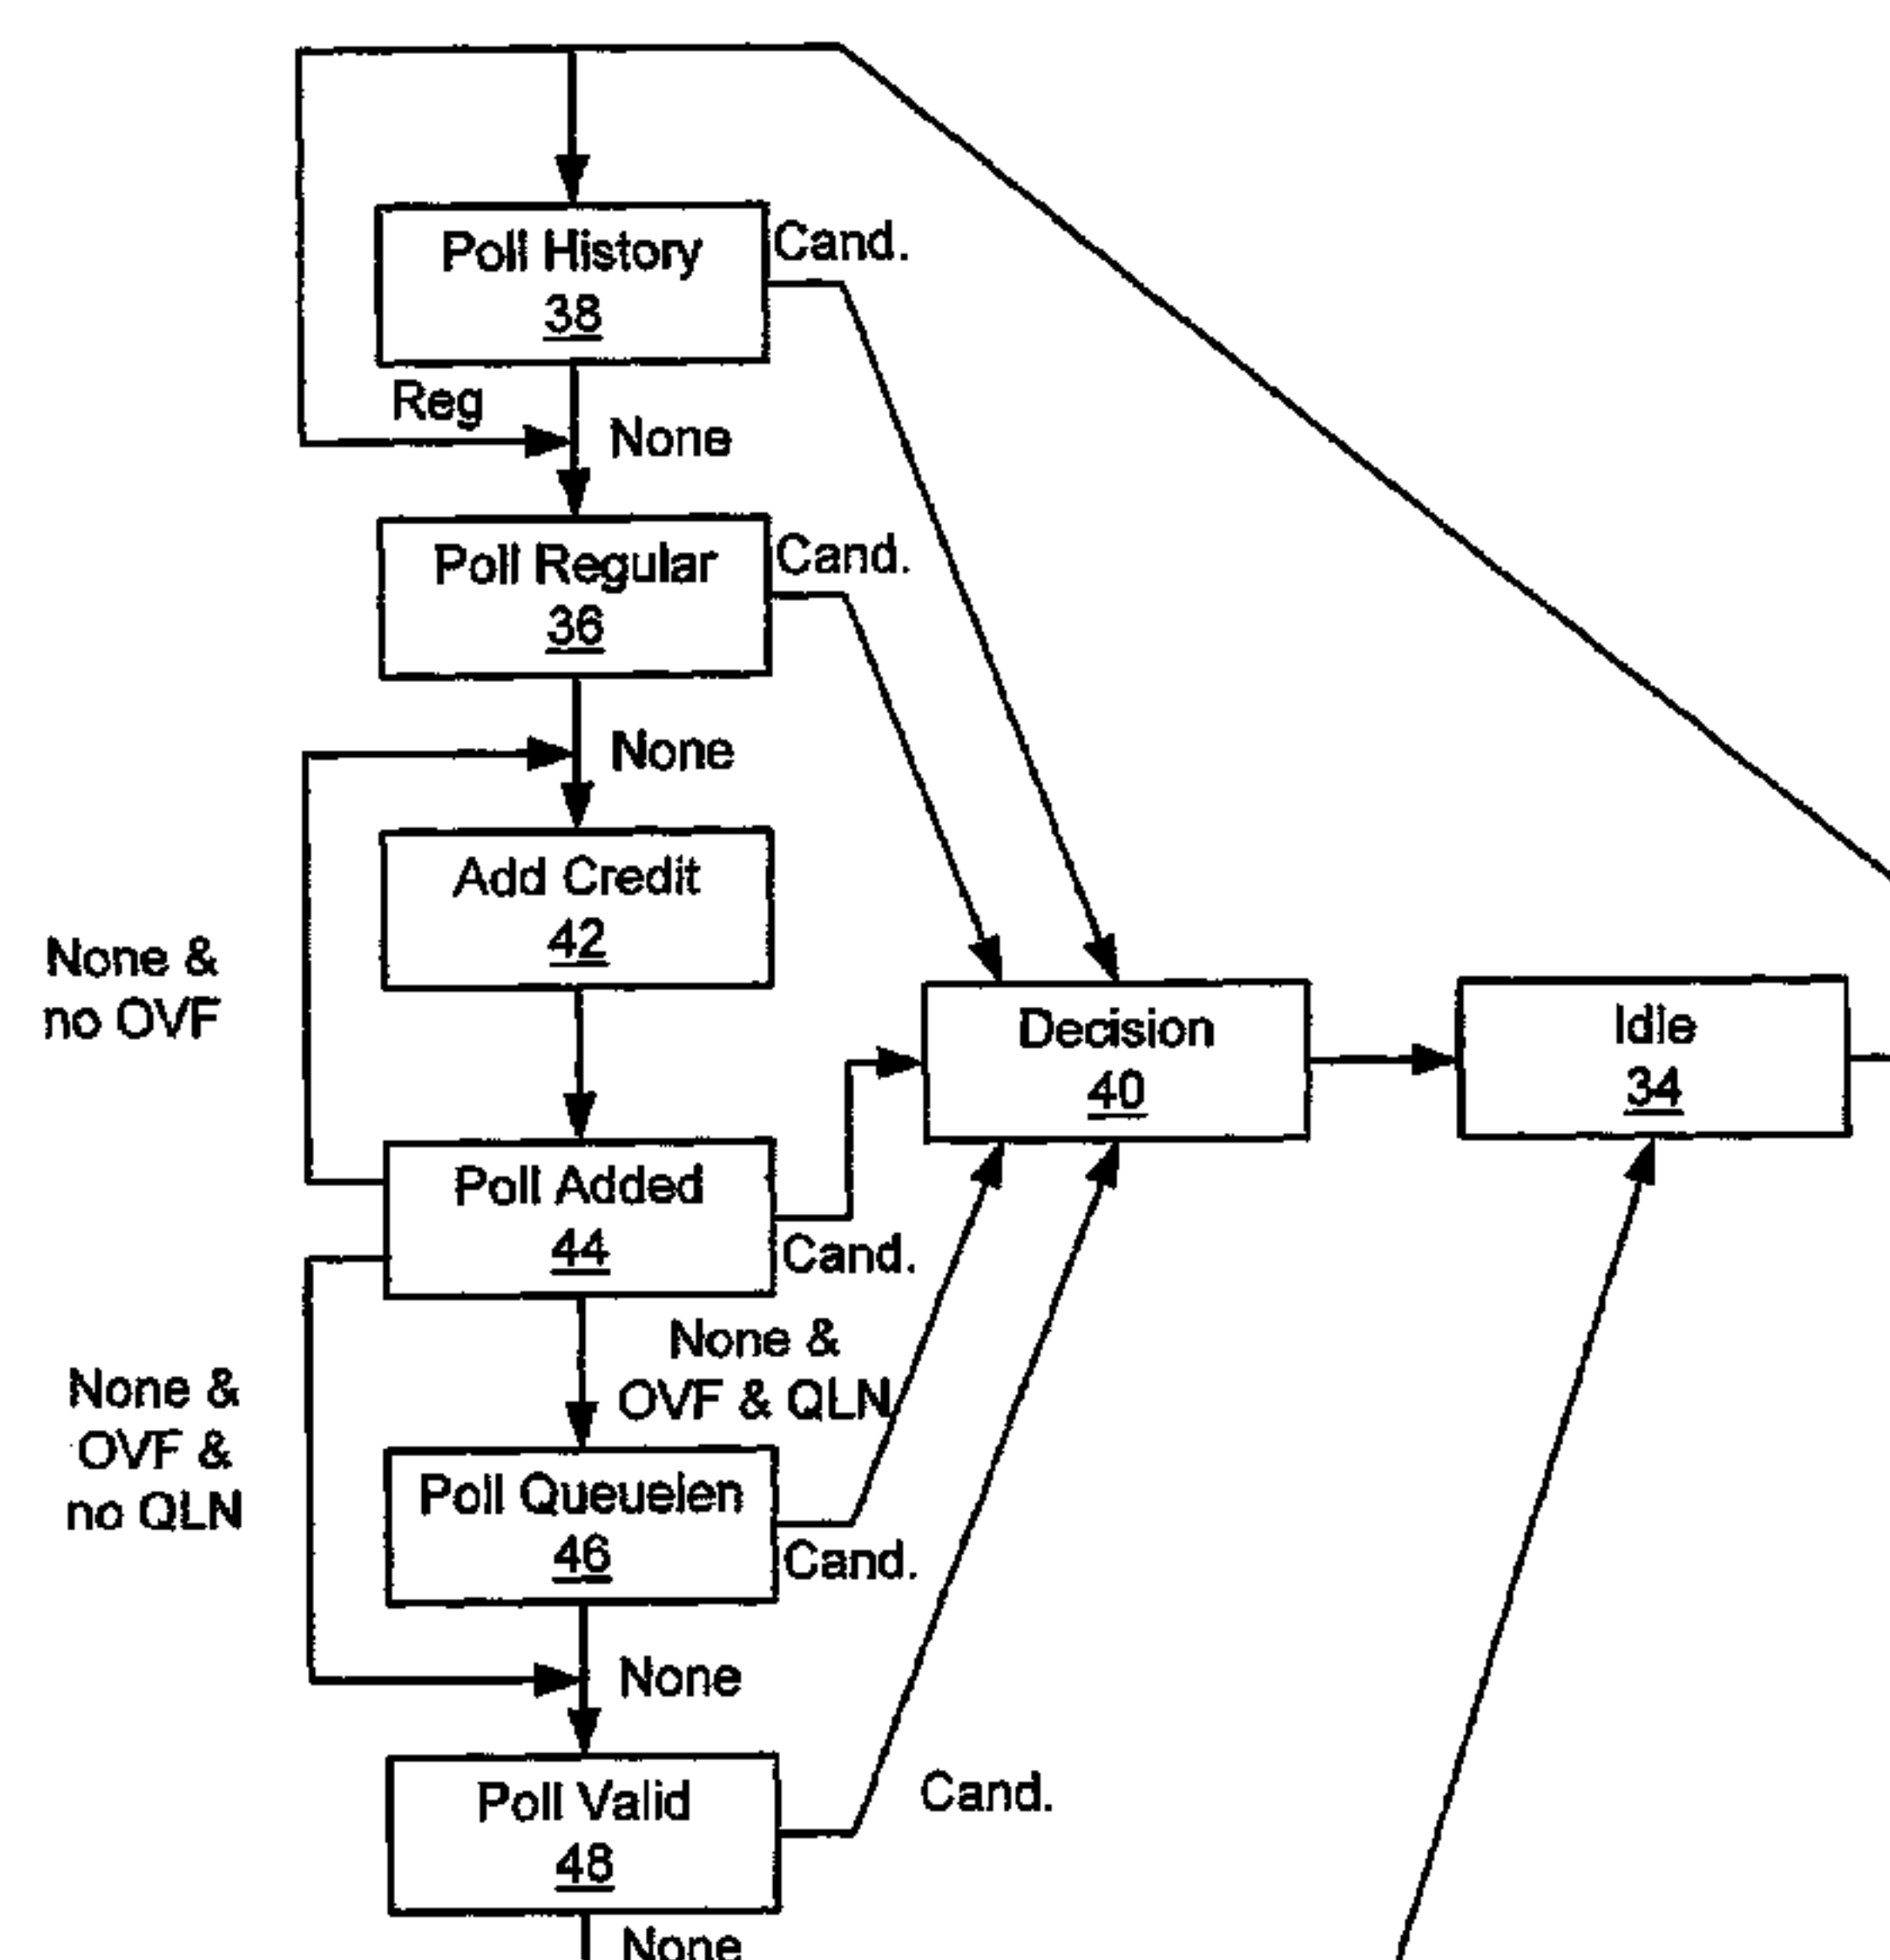 Poll History
38
Cand.
Reg
None
Poll Regular
36
Cand.
None
Add Credit
42
None &
no OVF
Decision
40
Idle
34
Poll Added
44
Cand.
None &
OVF & QLN
None &
OVF &
no QLN
Poll Queuelen
46
Cand.
None
Poll Valid
48
Cand.
None